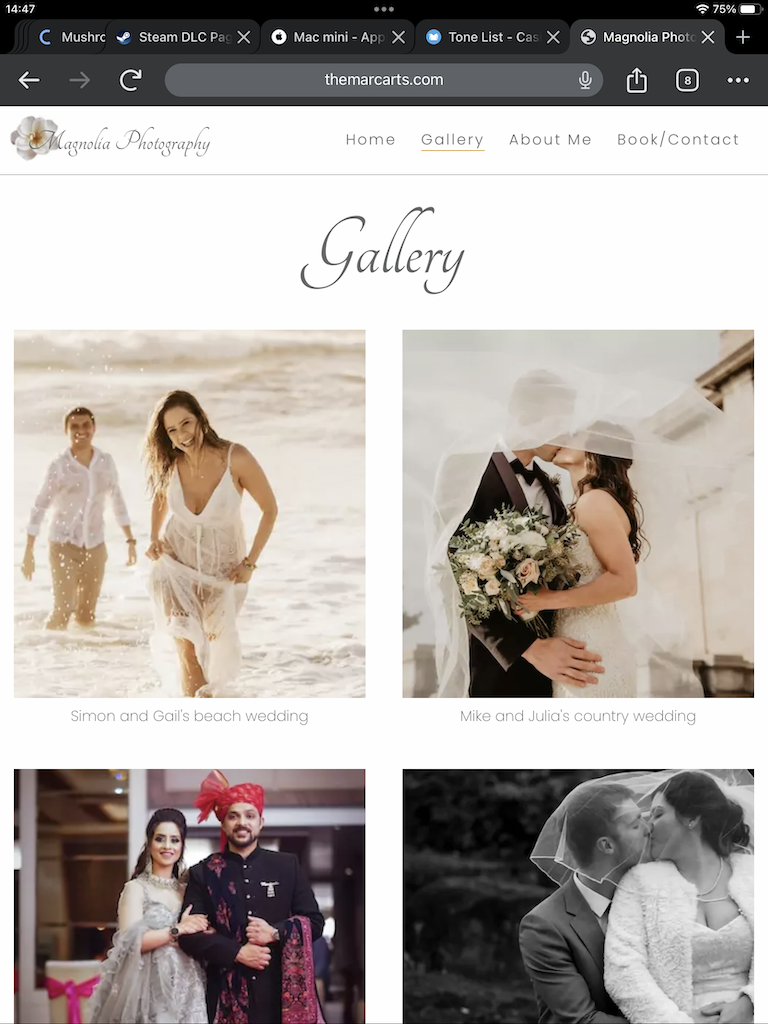 14:47
75%
Mushro
Steam DLC Pag
Mac mini - App
Tone List - Cas
Magnolia Photo
themarcarts.com
8
Magnolia Photography
Home
Gallery
About Me
Book/Contact
Gallery
Simon and Gail's beach wedding
Mike and Julia's country wedding